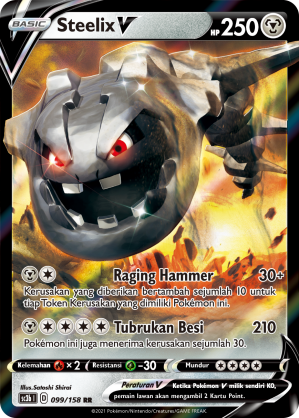 BASIC Steelix V HP 250
Raging Hammer 30+
Kerusakan yang diberikan bertambah sejumlah 10 untuk
tiap Token Kerusakan yang dimiliki Pokémon ini.
Tubrukan Besi 210
Pokémon ini juga menerima kerusakan sejumlah 30.
Kelemahan × 2 Resistansi -30 Mundur
Illus. Satoshi Shirai
Peraturan V Ketika Pokémon V milik sendiri KO,
pemain lawan akan mengambil 2 Kartu Point.
sc3b I D 099/158 RR
©2021 Pokémon/Nintendo/Creatures/GAME FREAK.